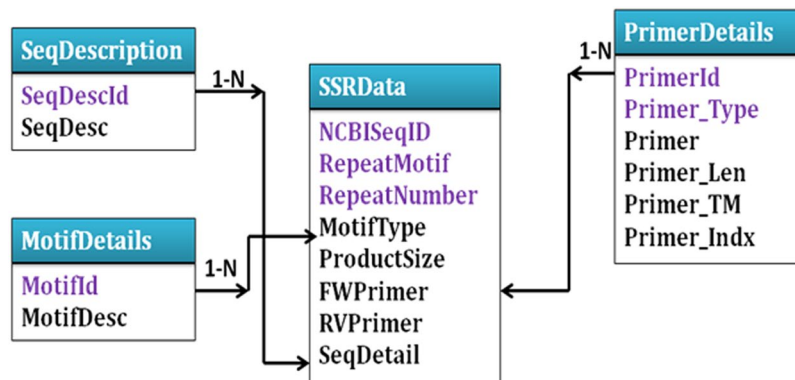 SeqDescription
SeqDescId
SeqDesc
1-N
MotifDetails
MotifId
MotifDesc
1-N
SSRData
NCBISeqID
RepeatMotif
RepeatNumber
MotifType
ProductSize
FWPrimer
RVPrimer
SeqDetail
1-N
PrimerDetails
PrimerId
Primer_Type
Primer
Primer_Len
Primer_TM
Primer_Indx